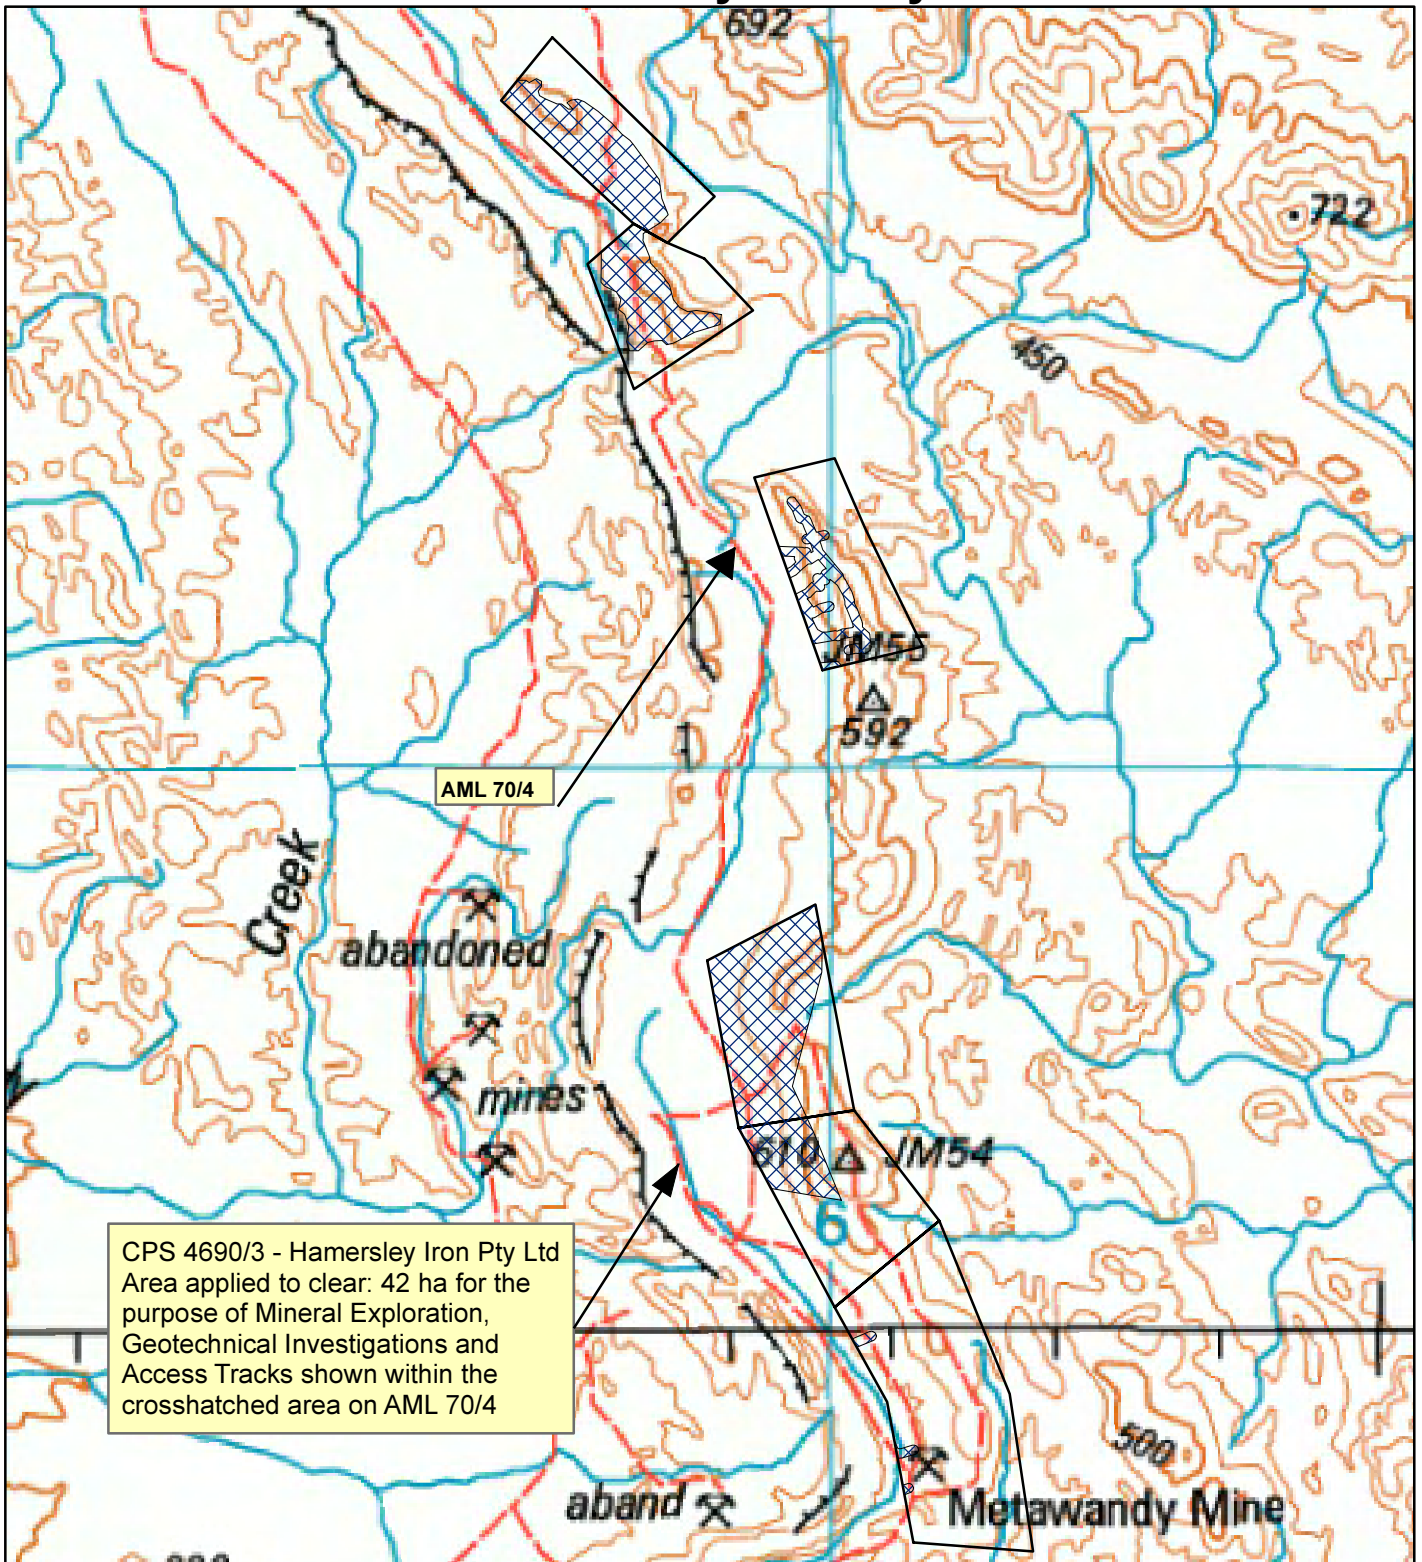 692
722
450
JM55
592
AML 70/4
Creek
abandoned
mines
610 JM54
6
CPS 4690/3 - Hamersley Iron Pty Ltd
Area applied to clear: 42 ha for the
purpose of Mineral Exploration,
Geotechnical Investigations and
Access Tracks shown within the
crosshatched area on AML 70/4
500
aband
Metawandy Mine